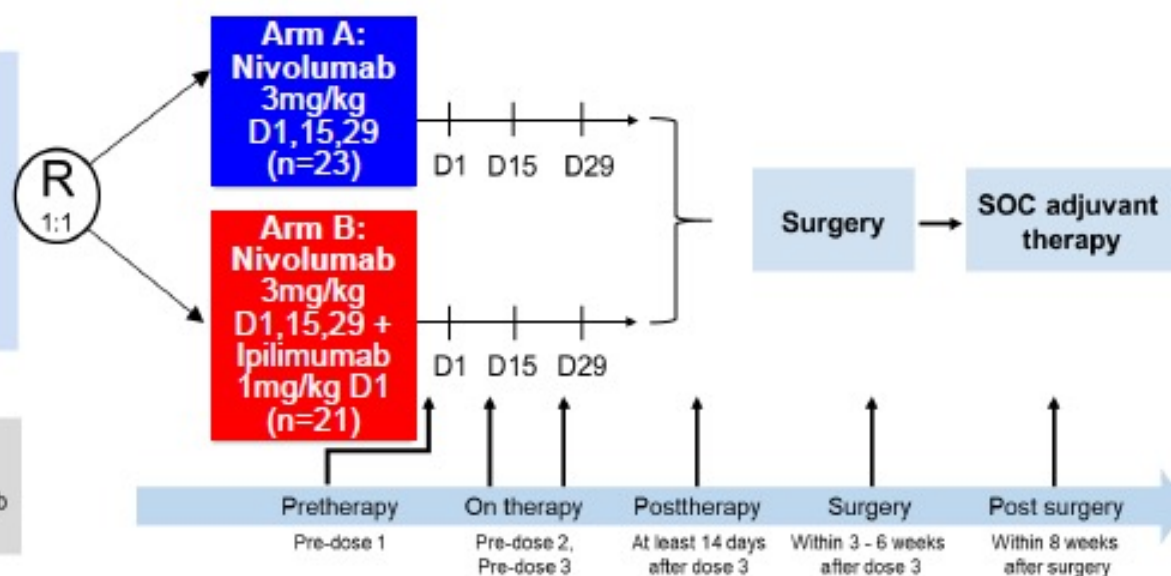 R
1:1
Arm A:
Nivolumab
3mg/kg
D1,15,29
(n=23)
D1 D15 D29
Arm B:
Nivolumab
3mg/kg
D1,15,29 +
Ipilimumab
1mg/kg D1
(n=21)
D1 D15 D29
Surgery
SOC adjuvant
therapy
Pretherapy
Pre-dose 1
On therapy
Pre-dose 2,
Pre-dose 3
Posttherapy
At least 14 days
after dose 3
Surgery
Within 3 - 6 weeks
after dose 3
Post surgery
Within 8 weeks
after surgery